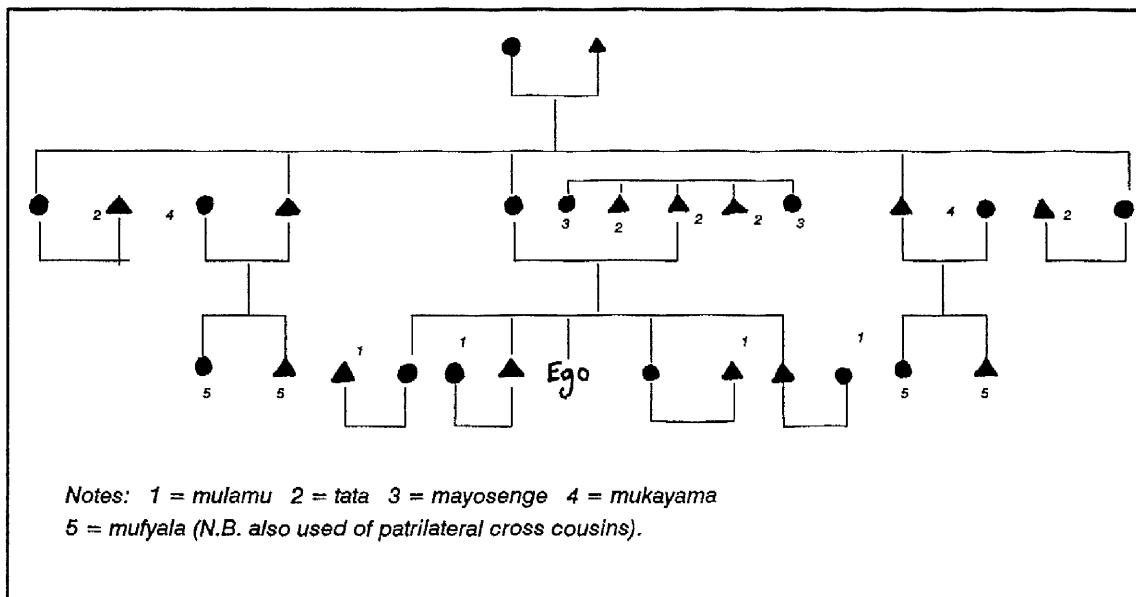 2 4 3 2 2 2 3 4 2
5 5 1 1 Ego 1 1 5 5
Notes: 1 = mulamu 2 = tata 3 = mayosenge 4 = mukayama
5 = mufyala (N.B. also used of patrilateral cross cousins).